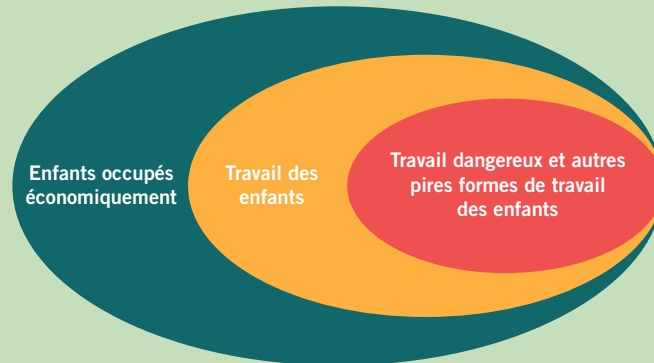 Enfants occupés
économiquement
Travail des
enfants
Travail dangereux et autres
pires formes de travail
des enfants